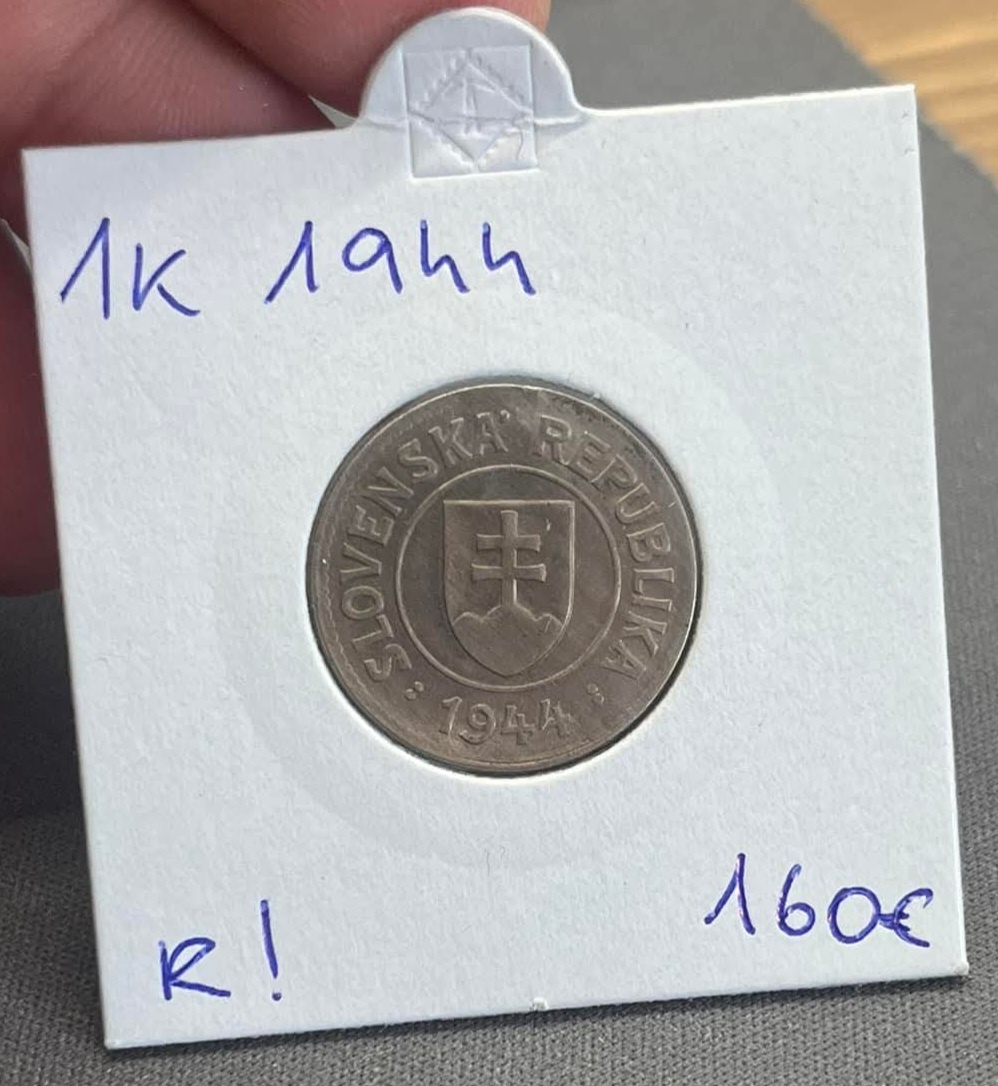 1K 1944
SLOVENSKÁ REPUBLIKA
: 1944 :
R!
160€